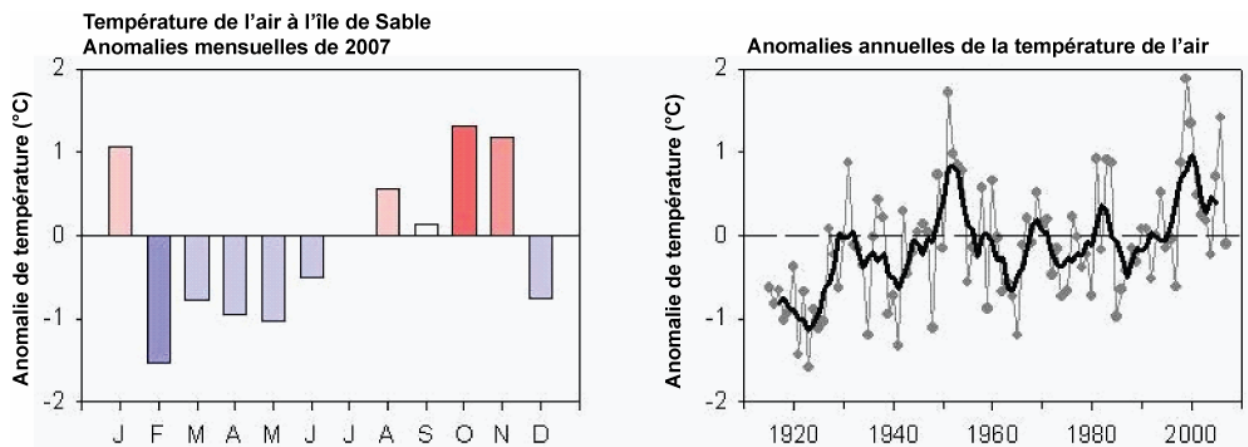 Température de l'air à l'île de Sable
Anomalies mensuelles de 2007
Anomalie de température (°C)
2
1
0
-1
-2
J F M A M J J A S O N D
Anomalies annuelles de la température de l'air
Anomalie de température (°C)
2
1
0
-1
-2
1920 1940 1960 1980 2000